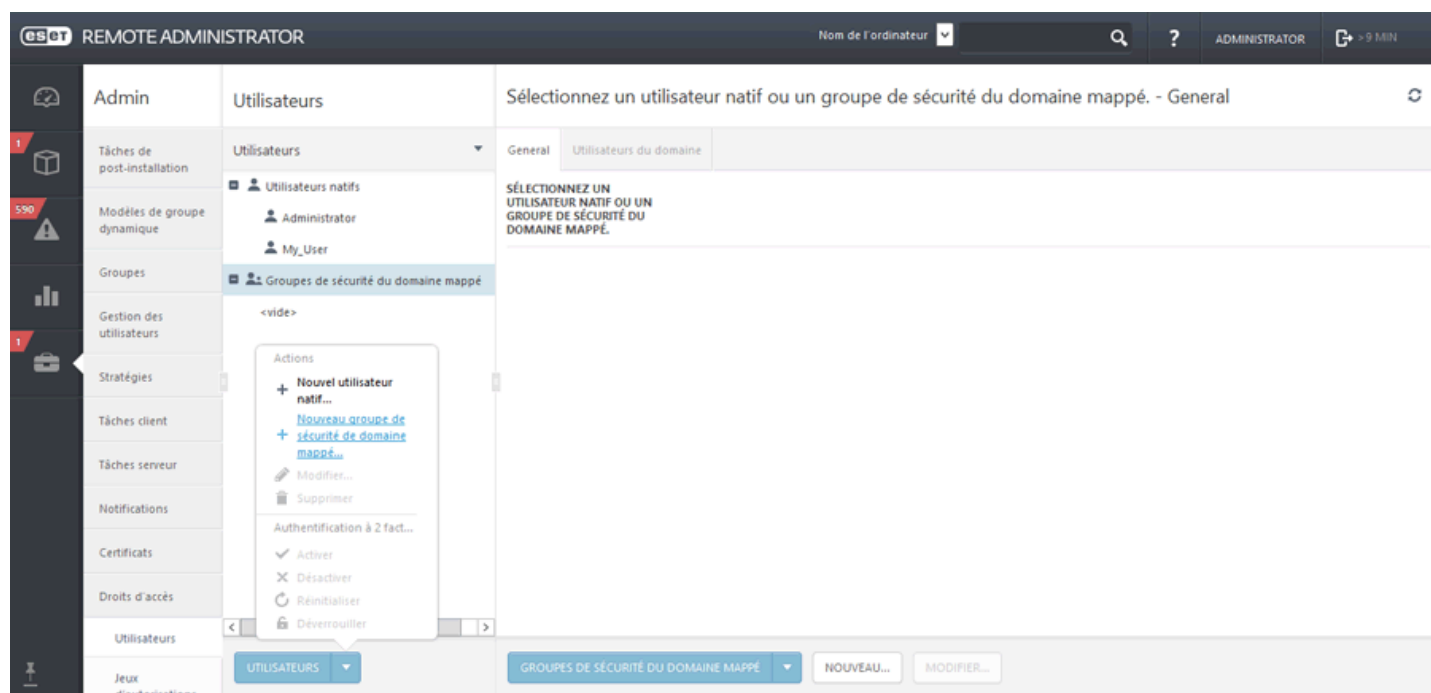 eset REMOTE ADMINISTRATOR
Nom de l'ordinateur
?
ADMINISTRATOR
>9 MIN
Admin
Utilisateurs
Sélectionnez un utilisateur natif ou un groupe de sécurité du domaine mappé. - General
1
590
1
Tâches de
post-installation
Modèles de groupe
dynamique
Groupes
Gestion des
utilisateurs
Stratégies
Tâches client
Tâches serveur
Notifications
Certificats
Droits d'accès
Utilisateurs
Jeux
d'autorisations
Utilisateurs
Utilisateurs natifs
Administrator
My_User
Groupes de sécurité du domaine mappé
<vide>
Actions
Nouvel utilisateur
natif...
Nouveau groupe de
sécurité de domaine
mappé...
Modifier...
Supprimer
Authentification à 2 fact...
Activer
Désactiver
Réinitialiser
Déverrouiller
UTILISATEURS
General
Utilisateurs du domaine
SÉLECTIONNEZ UN
UTILISATEUR NATIF OU UN
GROUPE DE SÉCURITÉ DU
DOMAINE MAPPÉ.
GROUPES DE SÉCURITÉ DU DOMAINE MAPPÉ
NOUVEAU...
MODIFIER...